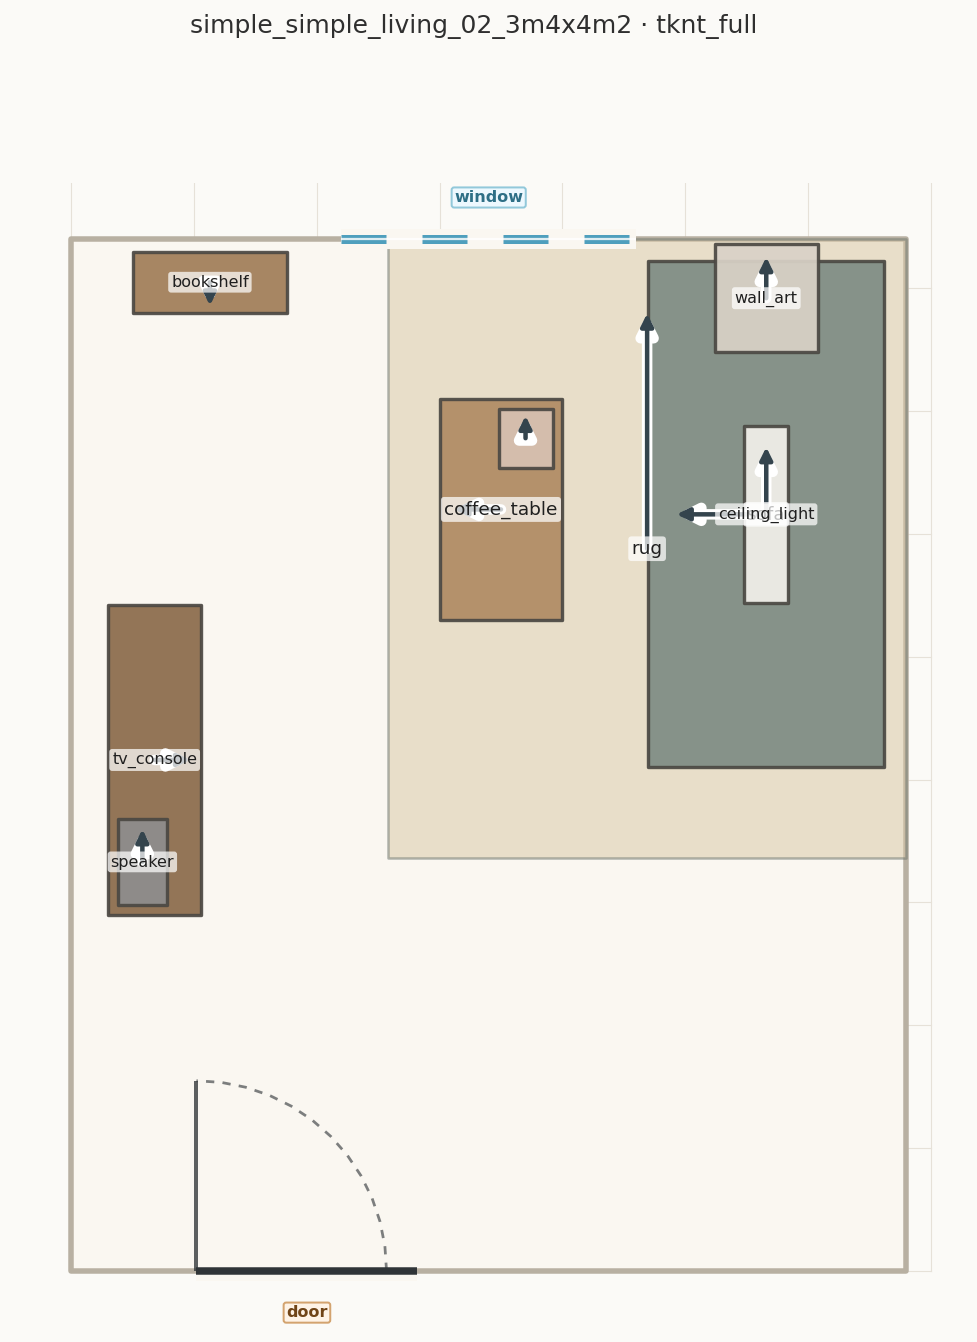 simple_simple_living_02_3m4x4m2 · tknt_full
window
bookshelf
wall_art
coffee_table
ceiling_light
rug
tv_console
speaker
door